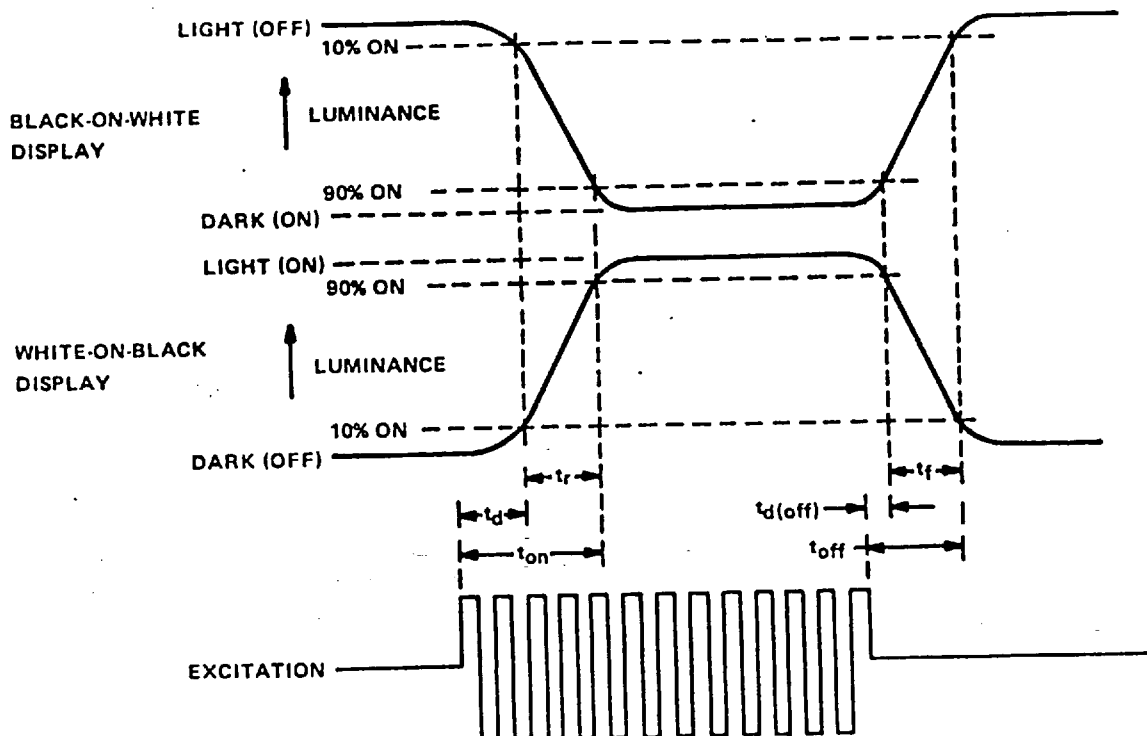 LIGHT (OFF)
10% ON
BLACK-ON-WHITE
DISPLAY
LUMINANCE
90% ON
DARK (ON)
LIGHT (ON)
90% ON
WHITE-ON-BLACK
DISPLAY
LUMINANCE
10% ON
DARK (OFF)
tr
tf
td
td(off)
ton
toff
EXCITATION